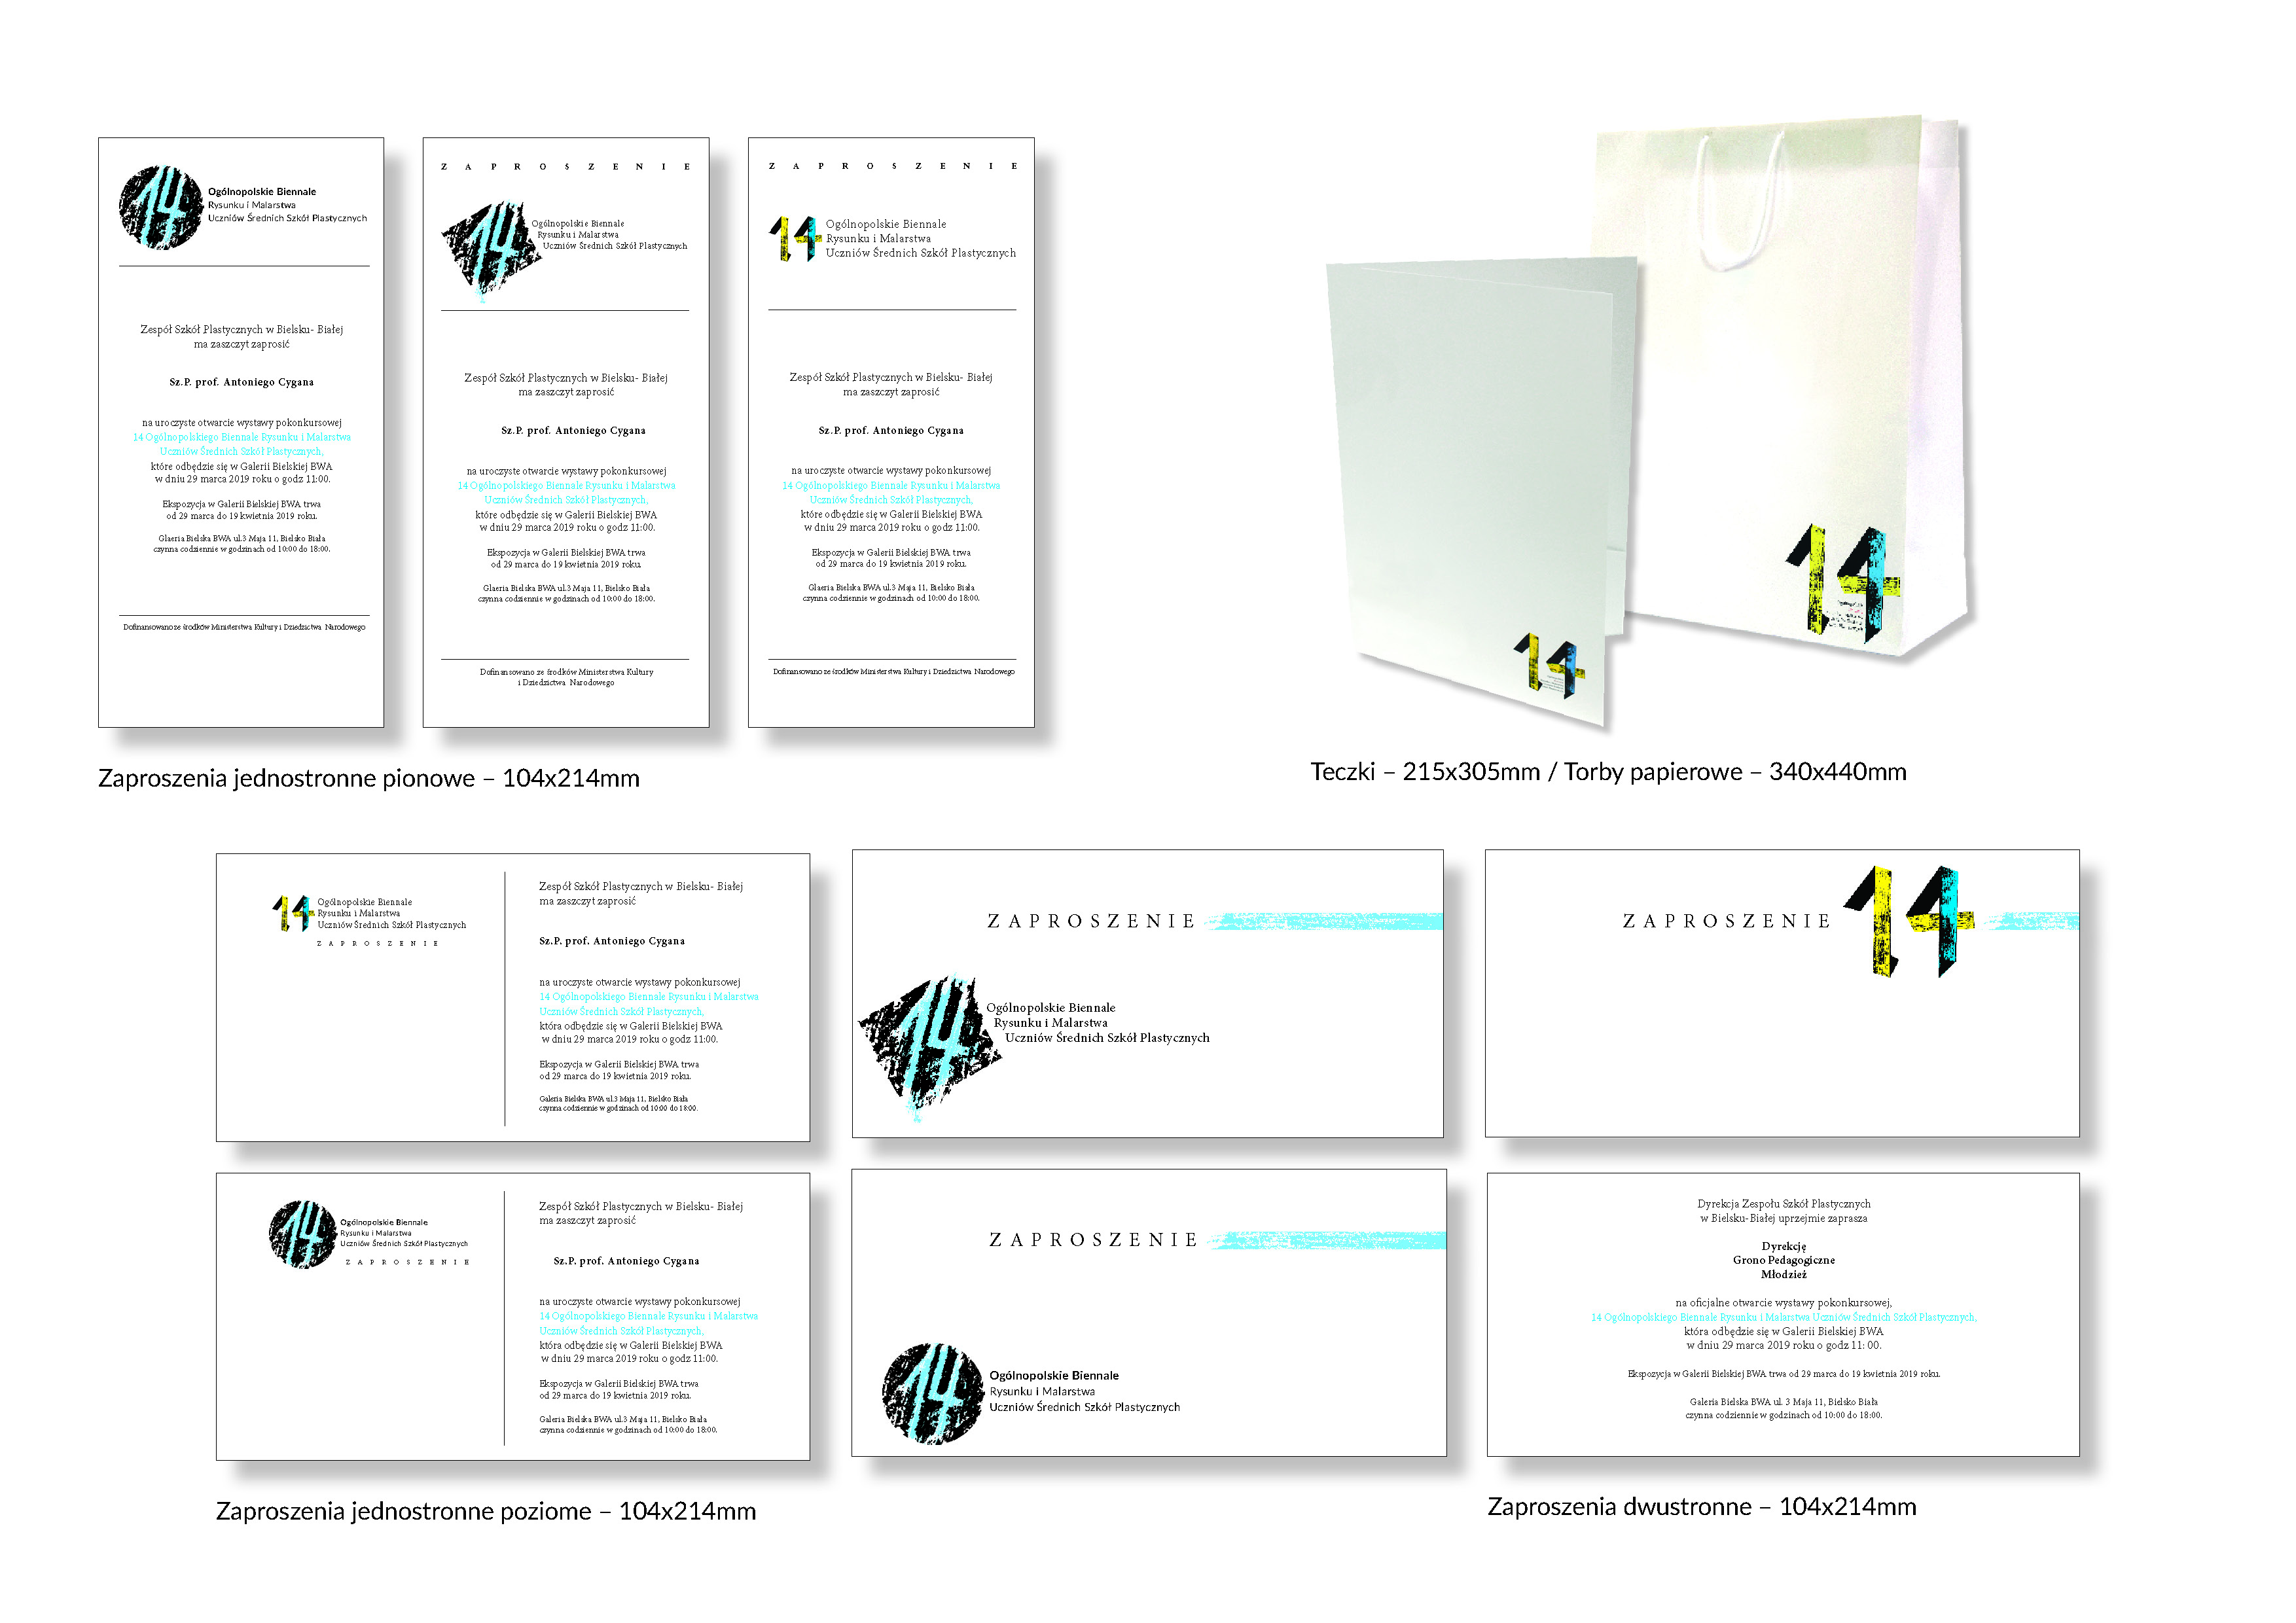 14
Ogólnopolskie Biennale
Rysunku i Malarstwa
Uczniów Średnich Szkół Plastycznych
Zespół Szkół Plastycznych w Bielsku- Białej
ma zaszczyt zaprosić
Sz.P. prof. Antoniego Cygana
na uroczyste otwarcie wystawy pokonkursowej
14 Ogólnopolskiego Biennale Rysunku i Malarstwa
Uczniów Średnich Szkół Plastycznych,
które odbędzie się w Galerii Bielskiej BWA
w dniu 29 marca 2019 roku o godz 11:00.
Ekspozycja w Galerii Bielskiej BWA trwa
od 29 marca do 19 kwietnia 2019 roku.
Glaeria Bielska BWA ul.3 Maja 11, Bielsko Biała
czynna codziennie w godzinach od 10:00 do 18:00.
Dofinansowano ze środków Ministerstwa Kultury i Dziedzictwa Narodowego
Z A P R O S Z E N I E
14
Ogólnopolskie Biennale
Rysunku i Malarstwa
Uczniów Średnich Szkół Plastycznych
Zespół Szkół Plastycznych w Bielsku- Białej
ma zaszczyt zaprosić
Sz.P. prof. Antoniego Cygana
na uroczyste otwarcie wystawy pokonkursowej
14 Ogólnopolskiego Biennale Rysunku i Malarstwa
Uczniów Średnich Szkół Plastycznych,
które odbędzie się w Galerii Bielskiej BWA
w dniu 29 marca 2019 roku o godz 11:00.
Ekspozycja w Galerii Bielskiej BWA trwa
od 29 marca do 19 kwietnia 2019 roku.
Glaeria Bielska BWA ul.3 Maja 11, Bielsko Biała
czynna codziennie w godzinach od 10:00 do 18:00.
Dofinansowano ze środków Ministerstwa Kultury
i Dziedzictwa Narodowego
Z A P R O S Z E N I E
14
Ogólnopolskie Biennale
Rysunku i Malarstwa
Uczniów Średnich Szkół Plastycznych
Zespół Szkół Plastycznych w Bielsku- Białej
ma zaszczyt zaprosić
Sz.P. prof. Antoniego Cygana
na uroczyste otwarcie wystawy pokonkursowej
14 Ogólnopolskiego Biennale Rysunku i Malarstwa
Uczniów Średnich Szkół Plastycznych,
które odbędzie się w Galerii Bielskiej BWA
w dniu 29 marca 2019 roku o godz 11:00.
Ekspozycja w Galerii Bielskiej BWA trwa
od 29 marca do 19 kwietnia 2019 roku.
Glaeria Bielska BWA ul.3 Maja 11, Bielsko Biała
czynna codziennie w godzinach od 10:00 do 18:00.
Dofinansowano ze środków Ministerstwa Kultury i Dziedzictwa Narodowego
Zaproszenia jednostronne pionowe – 104x214mm
14
14
Teczki – 215x305mm / Torby papierowe – 340x440mm
14
Ogólnopolskie Biennale
Rysunku i Malarstwa
Uczniów Średnich Szkół Plastycznych
Z A P R O S Z E N I E
Zespół Szkół Plastycznych w Bielsku- Białej
ma zaszczyt zaprosić
Sz.P. prof. Antoniego Cygana
na uroczyste otwarcie wystawy pokonkursowej
14 Ogólnopolskiego Biennale Rysunku i Malarstwa
Uczniów Średnich Szkół Plastycznych,
która odbędzie się w Galerii Bielskiej BWA
w dniu 29 marca 2019 roku o godz 11:00.
Ekspozycja w Galerii Bielskiej BWA trwa
od 29 marca do 19 kwietnia 2019 roku.
Galeria Bielska BWA ul.3 Maja 11, Bielsko Biała
czynna codziennie w godzinach od 10:00 do 18:00.
Z A P R O S Z E N I E
14
Ogólnopolskie Biennale
Rysunku i Malarstwa
Uczniów Średnich Szkół Plastycznych
Z A P R O S Z E N I E
14
14
Ogólnopolskie Biennale
Rysunku i Malarstwa
Uczniów Średnich Szkół Plastycznych
Z A P R O S Z E N I E
Zespół Szkół Plastycznych w Bielsku- Białej
ma zaszczyt zaprosić
Sz.P. prof. Antoniego Cygana
na uroczyste otwarcie wystawy pokonkursowej
14 Ogólnopolskiego Biennale Rysunku i Malarstwa
Uczniów Średnich Szkół Plastycznych,
która odbędzie się w Galerii Bielskiej BWA
w dniu 29 marca 2019 roku o godz 11:00.
Ekspozycja w Galerii Bielskiej BWA trwa
od 29 marca do 19 kwietnia 2019 roku.
Galeria Bielska BWA ul.3 Maja 11, Bielsko Biała
czynna codziennie w godzinach od 10:00 do 18:00.
Z A P R O S Z E N I E
14
Ogólnopolskie Biennale
Rysunku i Malarstwa
Uczniów Średnich Szkół Plastycznych
Dyrekcja Zespołu Szkół Plastycznych
w Bielsku-Białej uprzejmie zaprasza
Dyrekcję
Grono Pedagogiczne
Młodzież
na oficjalne otwarcie wystawy pokonkursowej,
14 Ogólnopolskiego Biennale Rysunku i Malarstwa Uczniów Średnich Szkół Plastycznych,
która odbędzie się w Galerii Bielskiej BWA
w dniu 29 marca 2019 roku o godz 11: 00.
Ekspozycja w Galerii Bielskiej BWA trwa od 29 marca do 19 kwietnia 2019 roku.
Galeria Bielska BWA ul. 3 Maja 11, Bielsko Biała
czynna codziennie w godzinach od 10:00 do 18:00.
Zaproszenia jednostronne poziome – 104x214mm
Zaproszenia dwustronne – 104x214mm